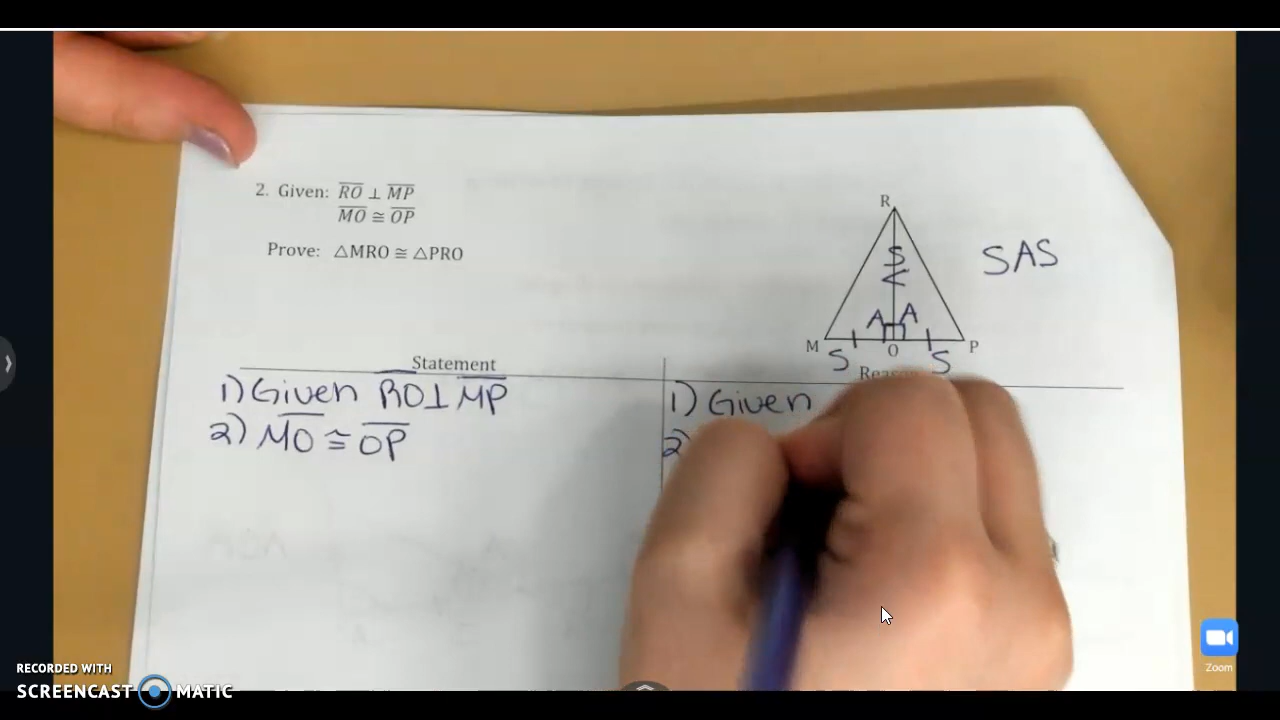 2. Given: RO ⊥ MP
MO ≅ OP
Prove: △MRO ≅ △PRO
R
S
SAS
A A
M O P
S S
Statement
1) Given RO ⊥ MP
1) Given
2) MO ≅ OP
2)
Zoom
RECORDED WITH
SCREENCAST MATIC